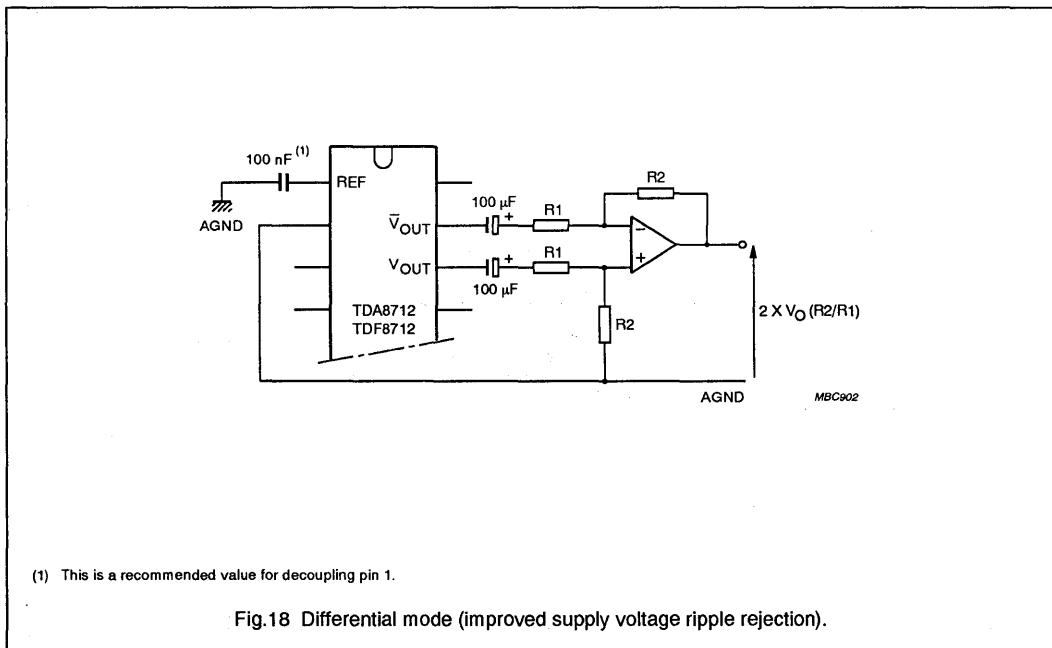 100 nF (1)
REF
AGND
V̅OUT
VOUT
TDA8712
TDF8712
100 μF
+
R1
100 μF
+
R1
R2
−
+
R2
2 X VO (R2/R1)
AGND
MBC902
(1) This is a recommended value for decoupling pin 1.
Fig.18 Differential mode (improved supply voltage ripple rejection).